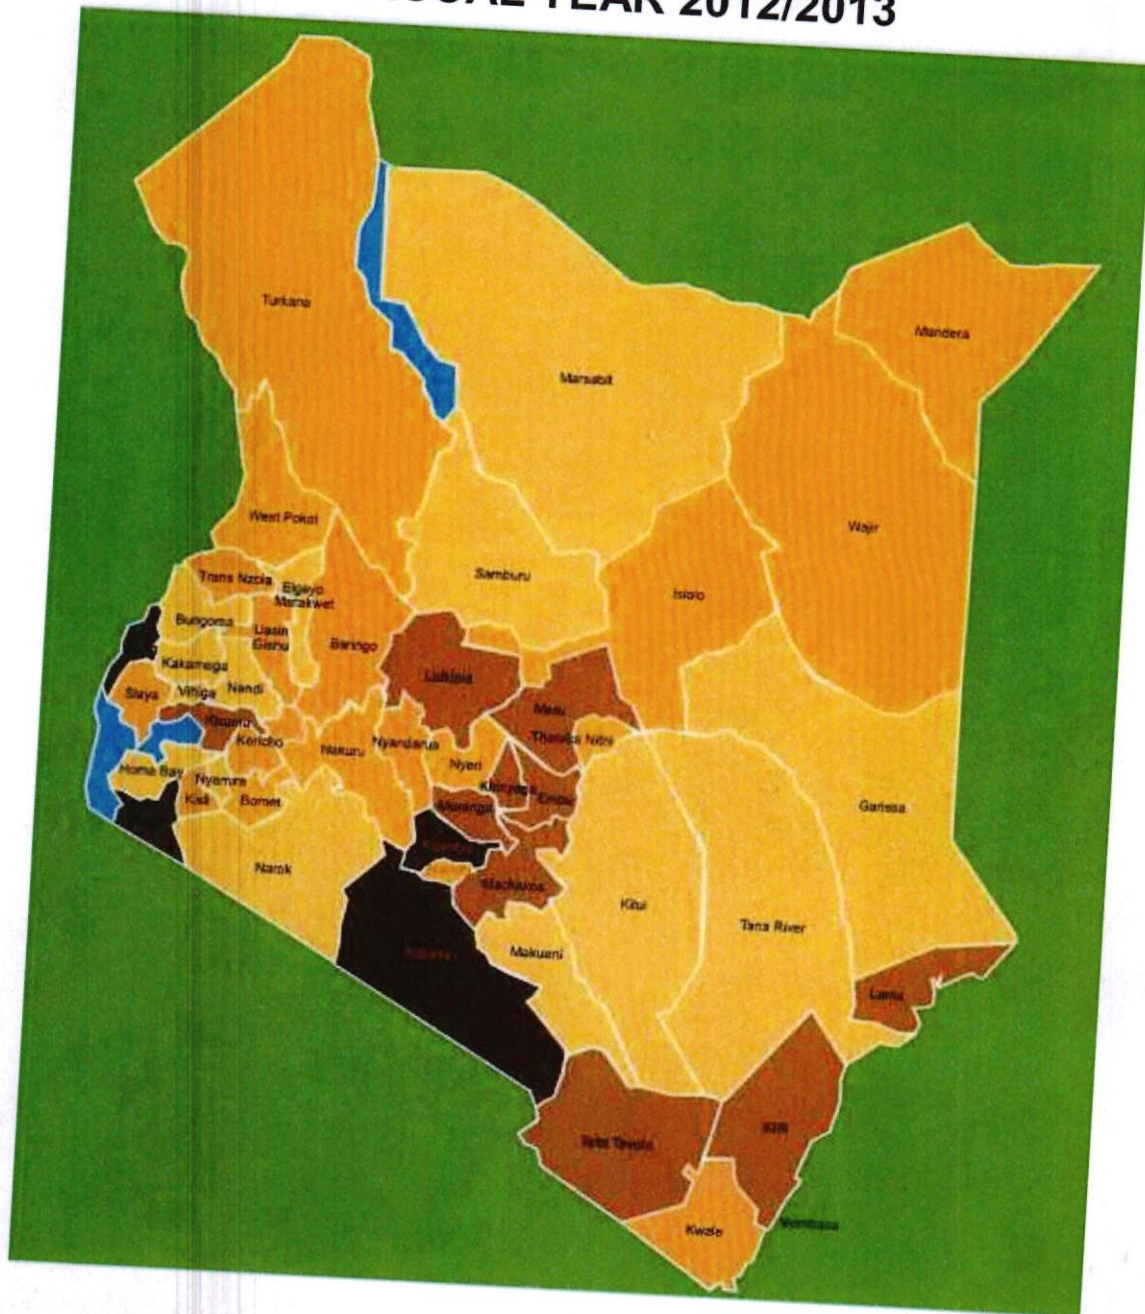 YEAR 2012/2013
Turkana
Mandera
Marsabit
West Pokot
Wajir
Samburu
Trans Nzoia
Elgeyo
Marakwet
Isiolo
Bungoma
Uasin
Gishu
Baringo
Kakamega
Laikipia
Siaya
Vihiga
Nandi
Meru
Kisumu
Kericho
Nakuru
Nyandarua
Tharaka Nithi
Nyeri
Homa Bay
Nyamira
Kirinyaga
Embu
Kisii
Bomet
Muranga
Garissa
Narok
Machakos
Kitui
Tana River
Makueni
Lamu
Taita Taveta
Kilifi
Kwale
Mombasa